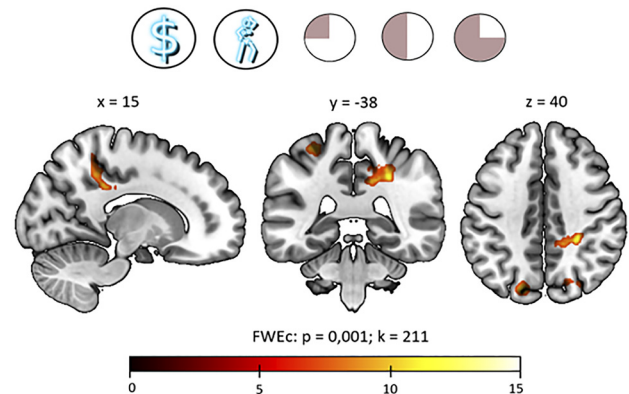 $
x = 15 y = -38 z = 40
FWEc: p = 0,001; k = 211
0 5 10 15